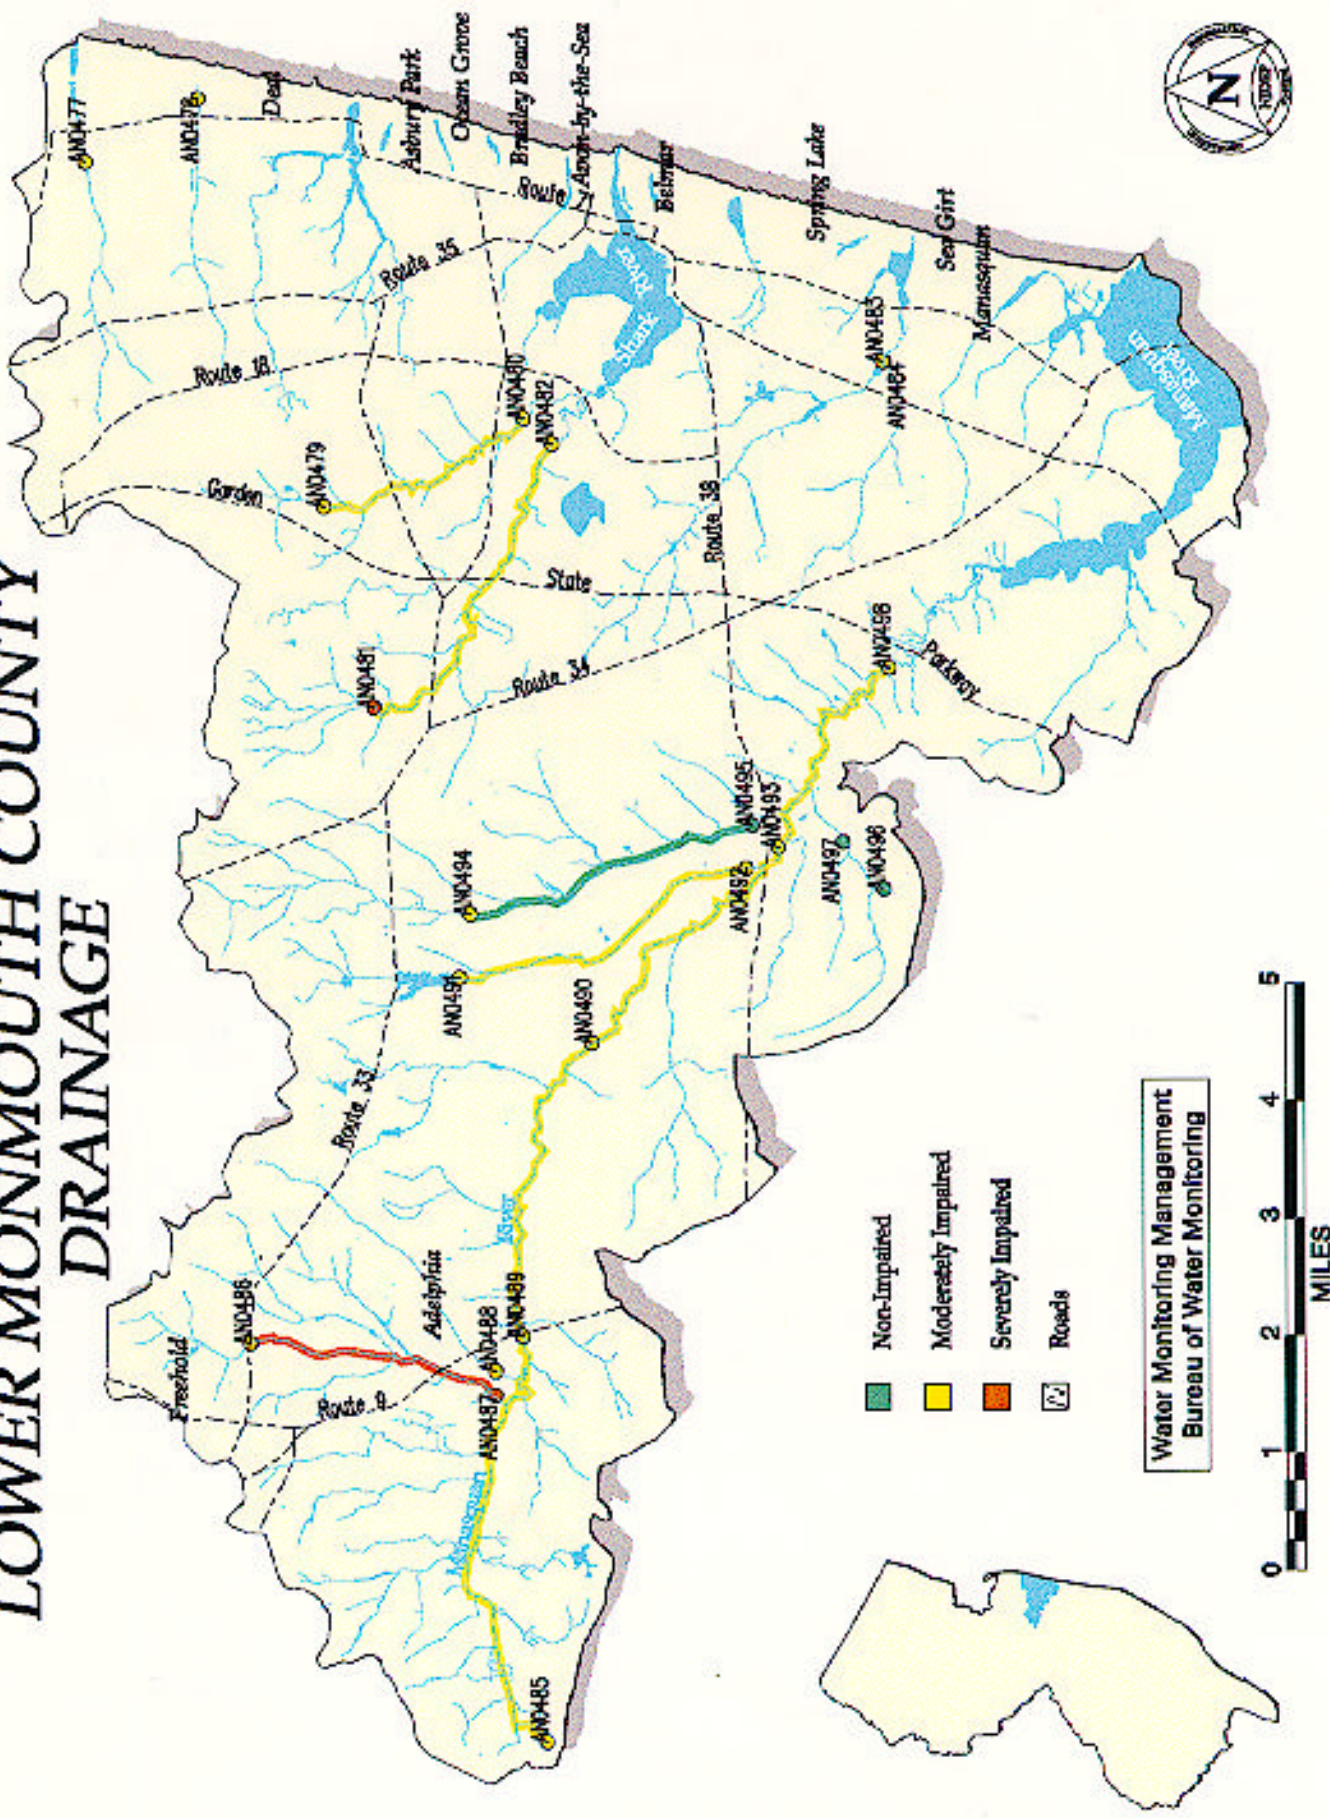 LOWER MONMOUTH COUNTY
DRAINAGE
AN0477
AN0478
Deal
Asbury Park
Ocean Grove
Bradley Beach
Avon-by-the-Sea
Belmar
Spring Lake
Sea Girt
Manasquan
Route 71
Route 35
Route 18
Garden
State
Parkway
Route 34
Route 38
Route 33
Route 9
Shark
River
Manasquan
River
AN0479
AN0480
AN0482
AN0481
AN0483
AN0484
AN0498
AN0495
AN0493
AN0494
AN0492
AN0497
AN0496
AN0491
AN0490
AN0486
Freehold
Adelphia
AN0488
AN0489
AN0487
Manasquan
River
AN0485
Non-Impaired
Moderately Impaired
Severely Impaired
Roads
Water Monitoring Management
Bureau of Water Monitoring
0 1 2 3 4 5
MILES
N
NJDEP